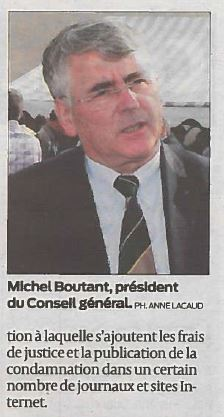 Michel Boutant, président
du Conseil général. PH. ANNE LACAUD
tion à laquelle s'ajoutent les frais
de justice et la publication de la
condamnation dans un certain
nombre de journaux et sites In-
ternet.